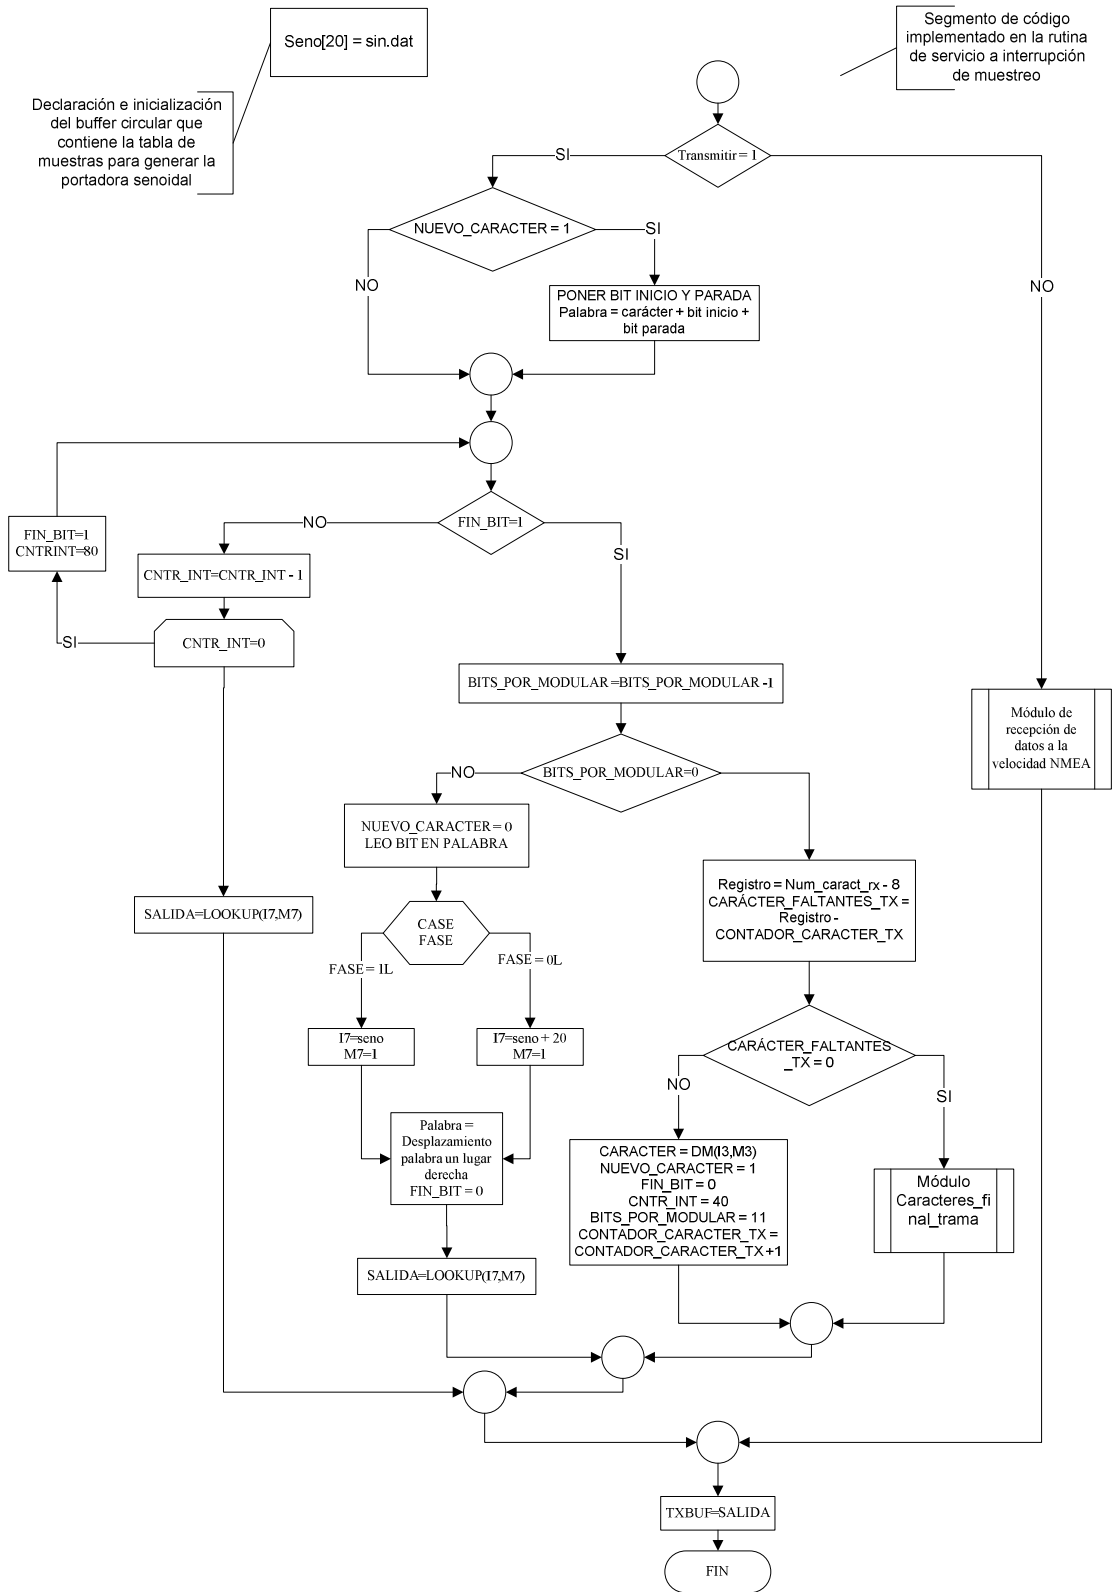 Seno[20] = sin.dat
Segmento de código
implementado en la rutina
de servicio a interrupción
de muestreo
Declaración e inicialización
del buffer circular que
contiene la tabla de
muestras para generar la
portadora senoidal
Transmitir = 1
SI
NUEVO_CARACTER = 1
SI
NO
NO
PONER BIT INICIO Y PARADA
Palabra = carácter + bit inicio +
bit parada
FIN_BIT=1
CNTRINT=80
NO
FIN_BIT=1
SI
CNTR_INT=CNTR_INT - 1
SI
CNTR_INT=0
BITS_POR_MODULAR=BITS_POR_MODULAR -1
Módulo de
recepción de
datos a la
velocidad NMEA
NO
BITS_POR_MODULAR=0
NUEVO_CARACTER = 0
LEO BIT EN PALABRA
Registro = Num_caract_rx - 8
CARÁCTER_FALTANTES_TX =
Registro -
CONTADOR_CARACTER_TX
SALIDA=LOOKUP(I7,M7)
CASE
FASE
FASE = 1L
FASE = 0L
I7=seno
M7=1
I7=seno + 20
M7=1
CARÁCTER_FALTANTES
_TX = 0
NO
SI
Palabra =
Desplazamiento
palabra un lugar
derecha
FIN_BIT = 0
CARACTER = DM(I3,M3)
NUEVO_CARACTER = 1
FIN_BIT = 0
CNTR_INT = 40
BITS_POR_MODULAR = 11
CONTADOR_CARACTER_TX =
CONTADOR_CARACTER_TX +1
Módulo
Caracteres_fi
nal_trama
SALIDA=LOOKUP(I7,M7)
TXBUF=SALIDA
FIN